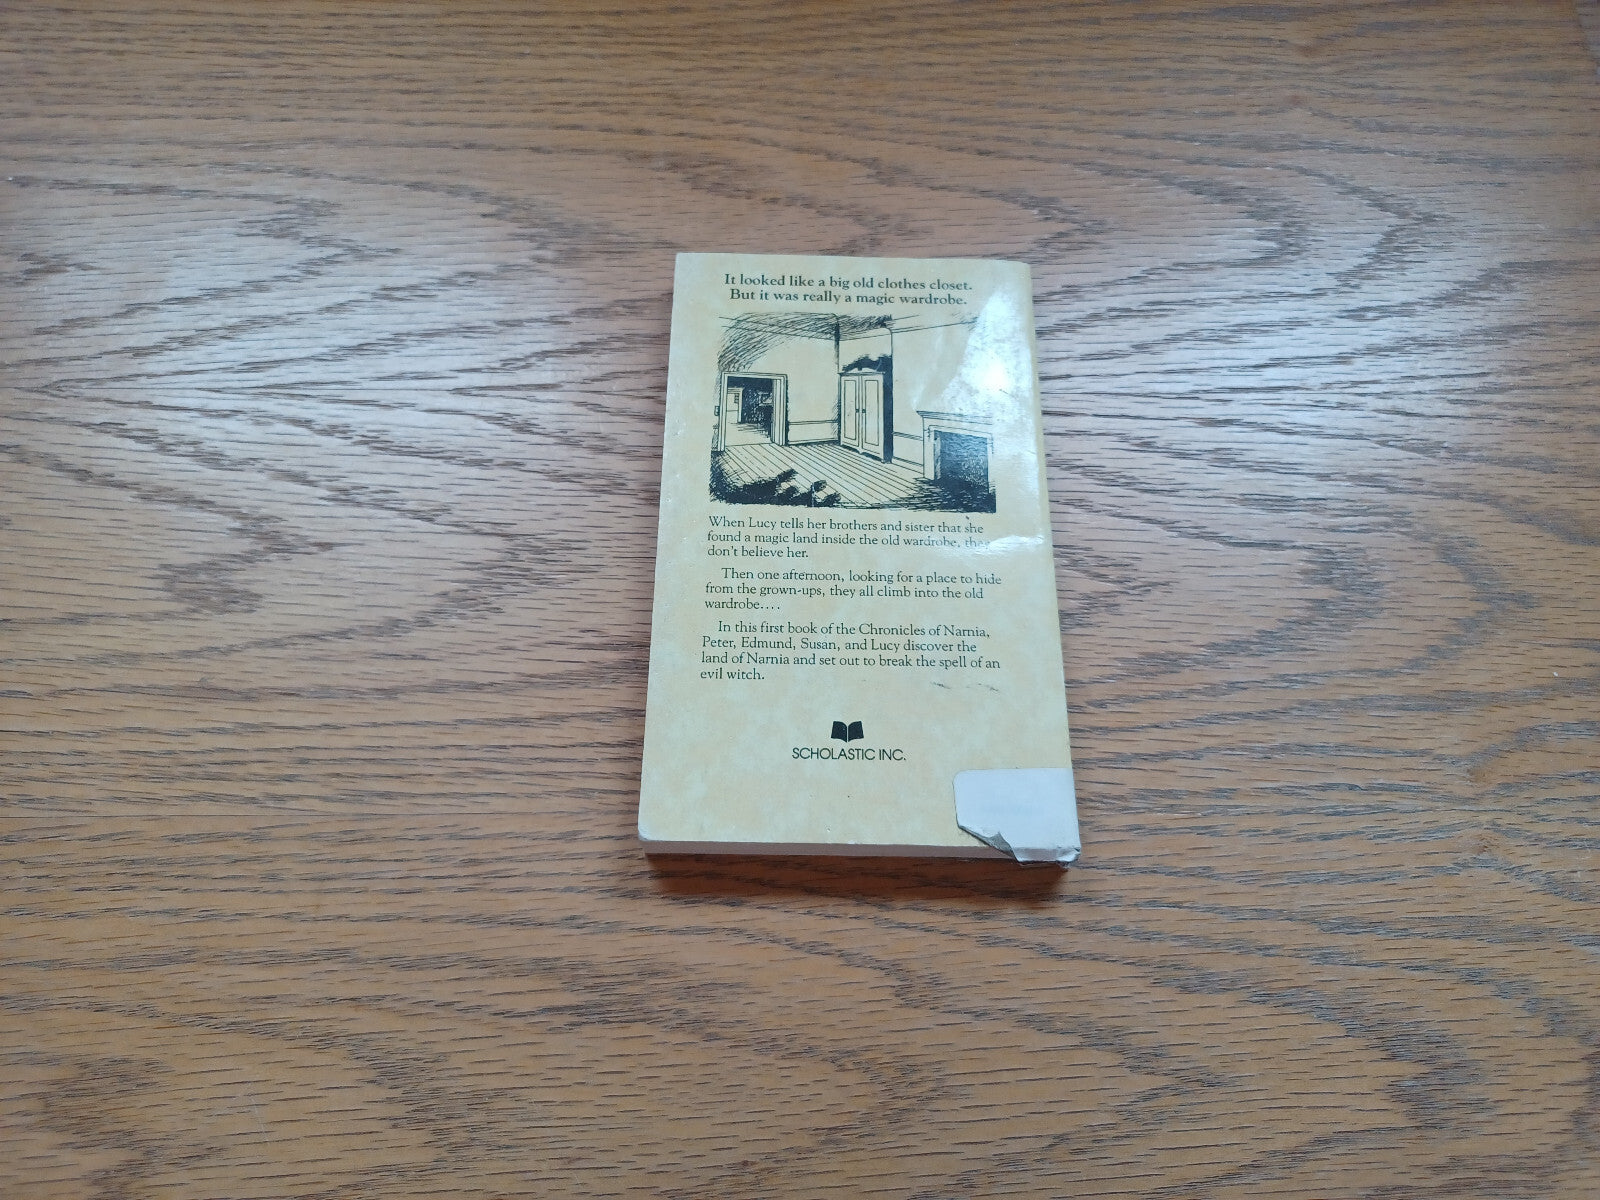 It looked like a big old clothes closet.
But it was really a magic wardrobe.
When Lucy tells her brothers and sister that she
found a magic land inside the old wardrobe, they
don't believe her.
Then one afternoon, looking for a place to hide
from the grown-ups, they all climb into the old
wardrobe....
In this first book of the Chronicles of Narnia,
Peter, Edmund, Susan, and Lucy discover the
land of Narnia and set out to break the spell of an
evil witch.
SCHOLASTIC INC.